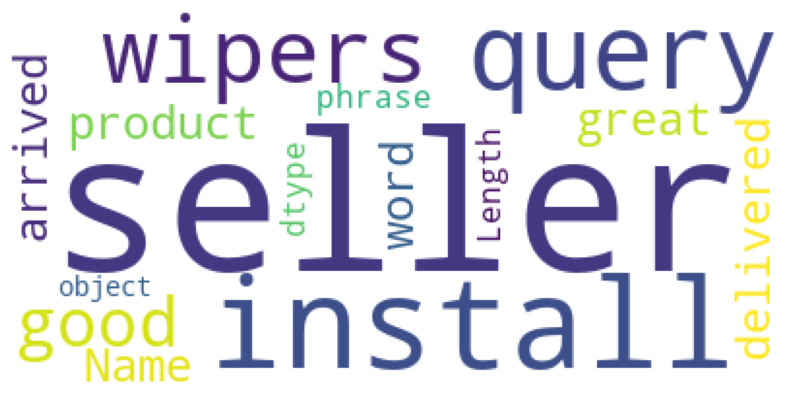 wipers
query
arrived
phrase
product
great
seller
dtype
word
Length
delivered
object
install
good
Name